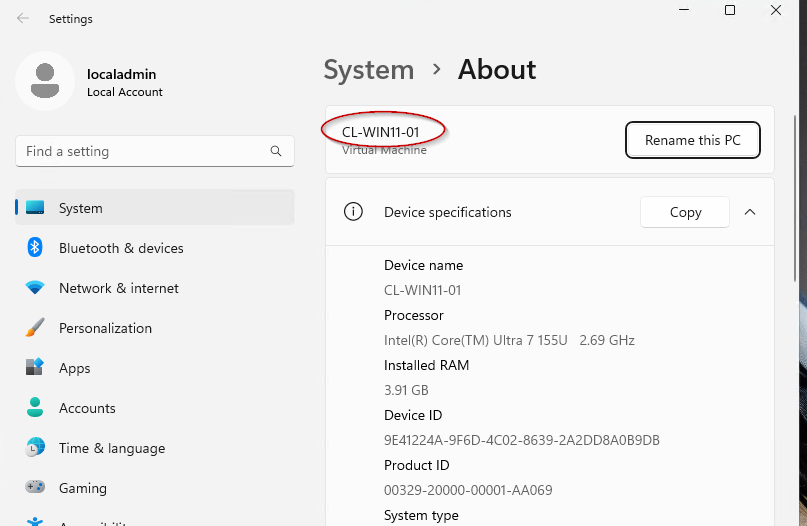 Settings
localadmin
Local Account
Find a setting
System
Bluetooth & devices
Network & internet
Personalization
Apps
Accounts
Time & language
Gaming
Accessibility
System › About
CL-WIN11-01
Virtual Machine
Rename this PC
Device specifications
Copy
Device name
CL-WIN11-01
Processor
Intel(R) Core(TM) Ultra 7 155U 2.69 GHz
Installed RAM
3.91 GB
Device ID
9E41224A-9F6D-4C02-8639-2A2DD8A0B9DB
Product ID
00329-20000-00001-AA069
System type